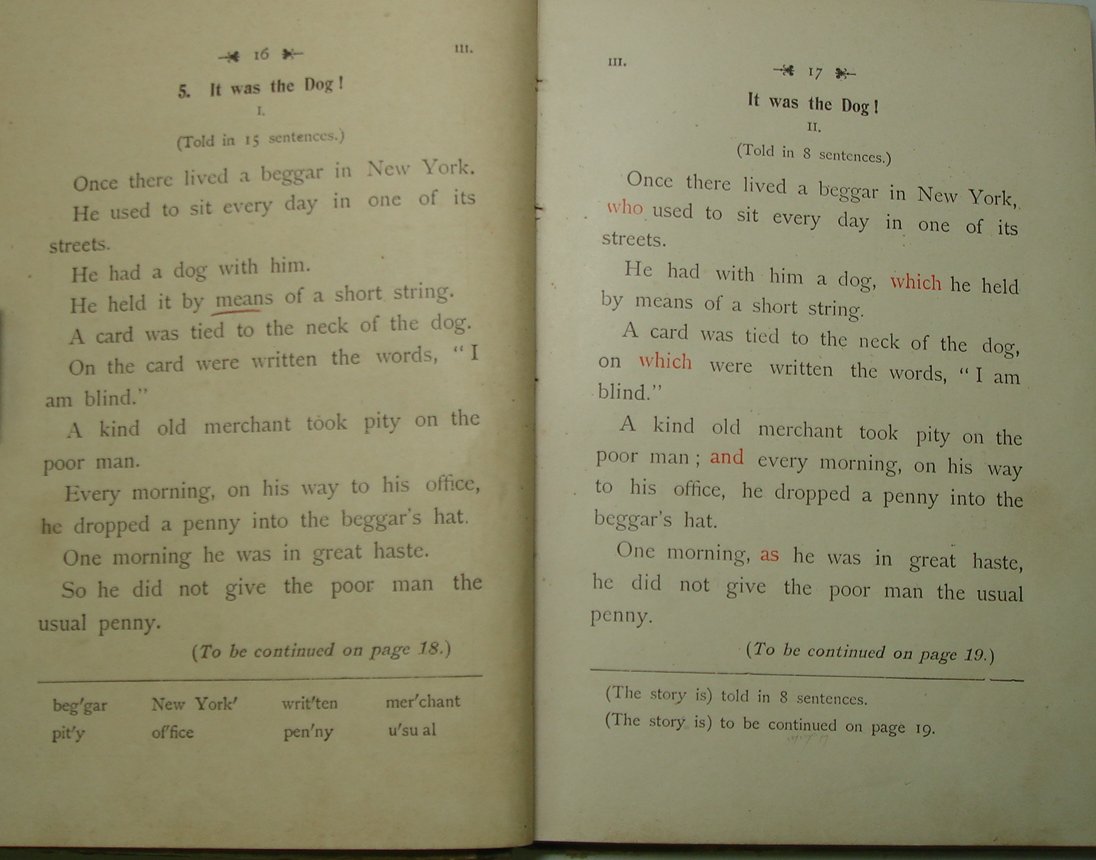 16
III.
5. It was the Dog!
I.
(Told in 15 sentences.)
Once there lived a beggar in New York.
He used to sit every day in one of its
streets.
He had a dog with him.
He held it by means of a short string.
A card was tied to the neck of the dog.
On the card were written the words, “I
am blind.”
A kind old merchant took pity on the
poor man.
Every morning, on his way to his office,
he dropped a penny into the beggar's hat.
One morning he was in great haste.
So he did not give the poor man the
usual penny.
(To be continued on page 18.)
beg'gar New York' writ'ten mer'chant
pit'y of'fice pen'ny u'su al
III.
17
It was the Dog!
II.
(Told in 8 sentences.)
Once there lived a beggar in New York,
who used to sit every day in one of its
streets.
He had with him a dog, which he held
by means of a short string.
A card was tied to the neck of the dog,
on which were written the words, “I am
blind.”
A kind old merchant took pity on the
poor man; and every morning, on his way
to his office, he dropped a penny into the
beggar's hat.
One morning, as he was in great haste,
he did not give the poor man the usual
penny.
(To be continued on page 19.)
(The story is) told in 8 sentences.
(The story is) to be continued on page 19.